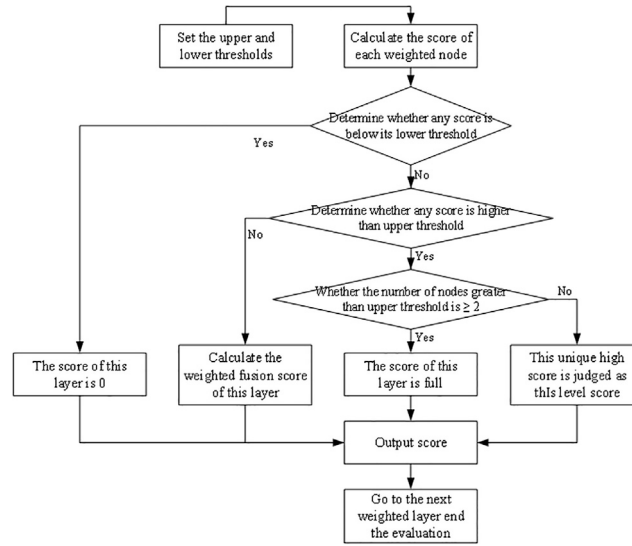 Set the upper and
lower thresholds
Calculate the score of
each weighted node
Determine whether any score is
below its lower threshold
Yes
No
Determine whether any score is higher
than upper threshold
No
Yes
Whether the number of nodes greater
than upper threshold is ≥ 2
No
Yes
The score of this
layer is 0
Calculate the
weighted fusion score
of this layer
The score of this
layer is full
This unique high
score is judged as
thIs level score
Output score
Go to the next
weighted layer end
the evaluation